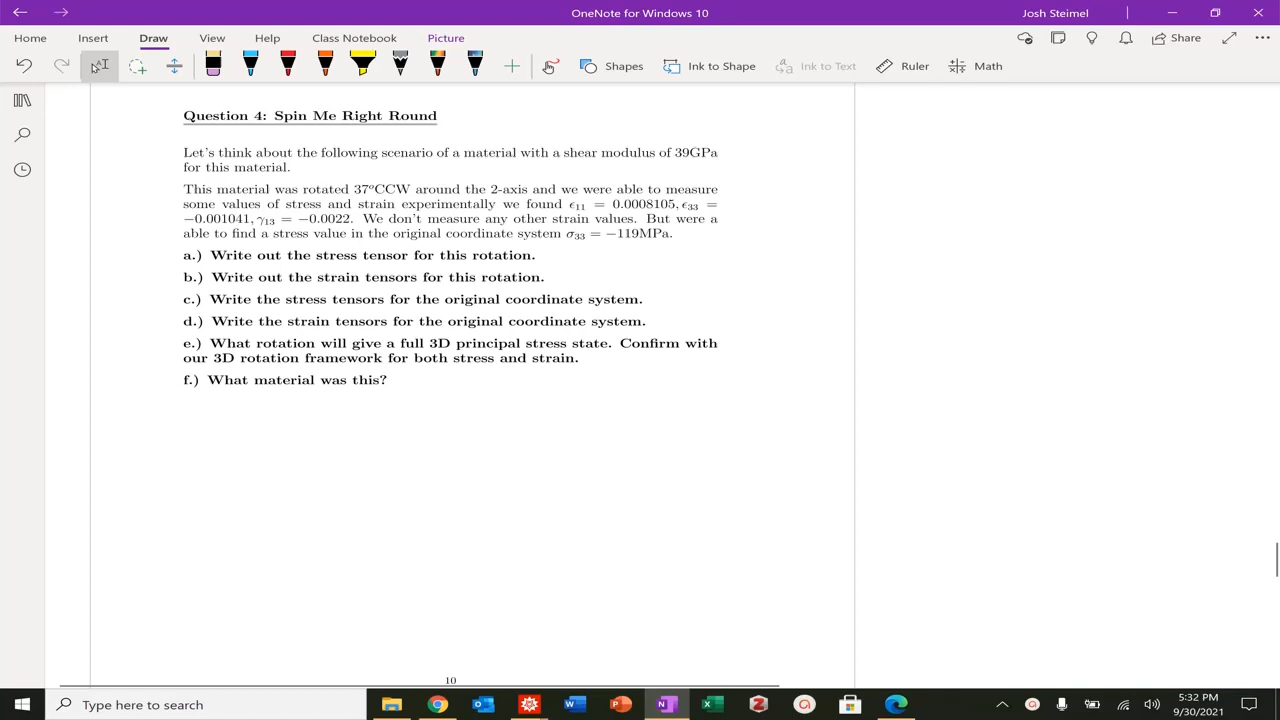 OneNote for Windows 10
Josh Steimel
Home Insert Draw View Help Class Notebook Picture
Share
Shapes Ink to Shape Ink to Text Ruler Math
Question 4: Spin Me Right Round
Let's think about the following scenario of a material with a shear modulus of 39GPa
for this material.
This material was rotated 37°CCW around the 2-axis and we were able to measure
some values of stress and strain experimentally we found ϵ₁₁ = 0.0008105, ϵ₃₃ =
−0.001041, γ₁₃ = −0.0022. We don't measure any other strain values. But were a
able to find a stress value in the original coordinate system σ₃₃ = −119MPa.
a.) Write out the stress tensor for this rotation.
b.) Write out the strain tensors for this rotation.
c.) Write the stress tensors for the original coordinate system.
d.) Write the strain tensors for the original coordinate system.
e.) What rotation will give a full 3D principal stress state. Confirm with
our 3D rotation framework for both stress and strain.
f.) What material was this?
10
Type here to search
5:32 PM
9/30/2021